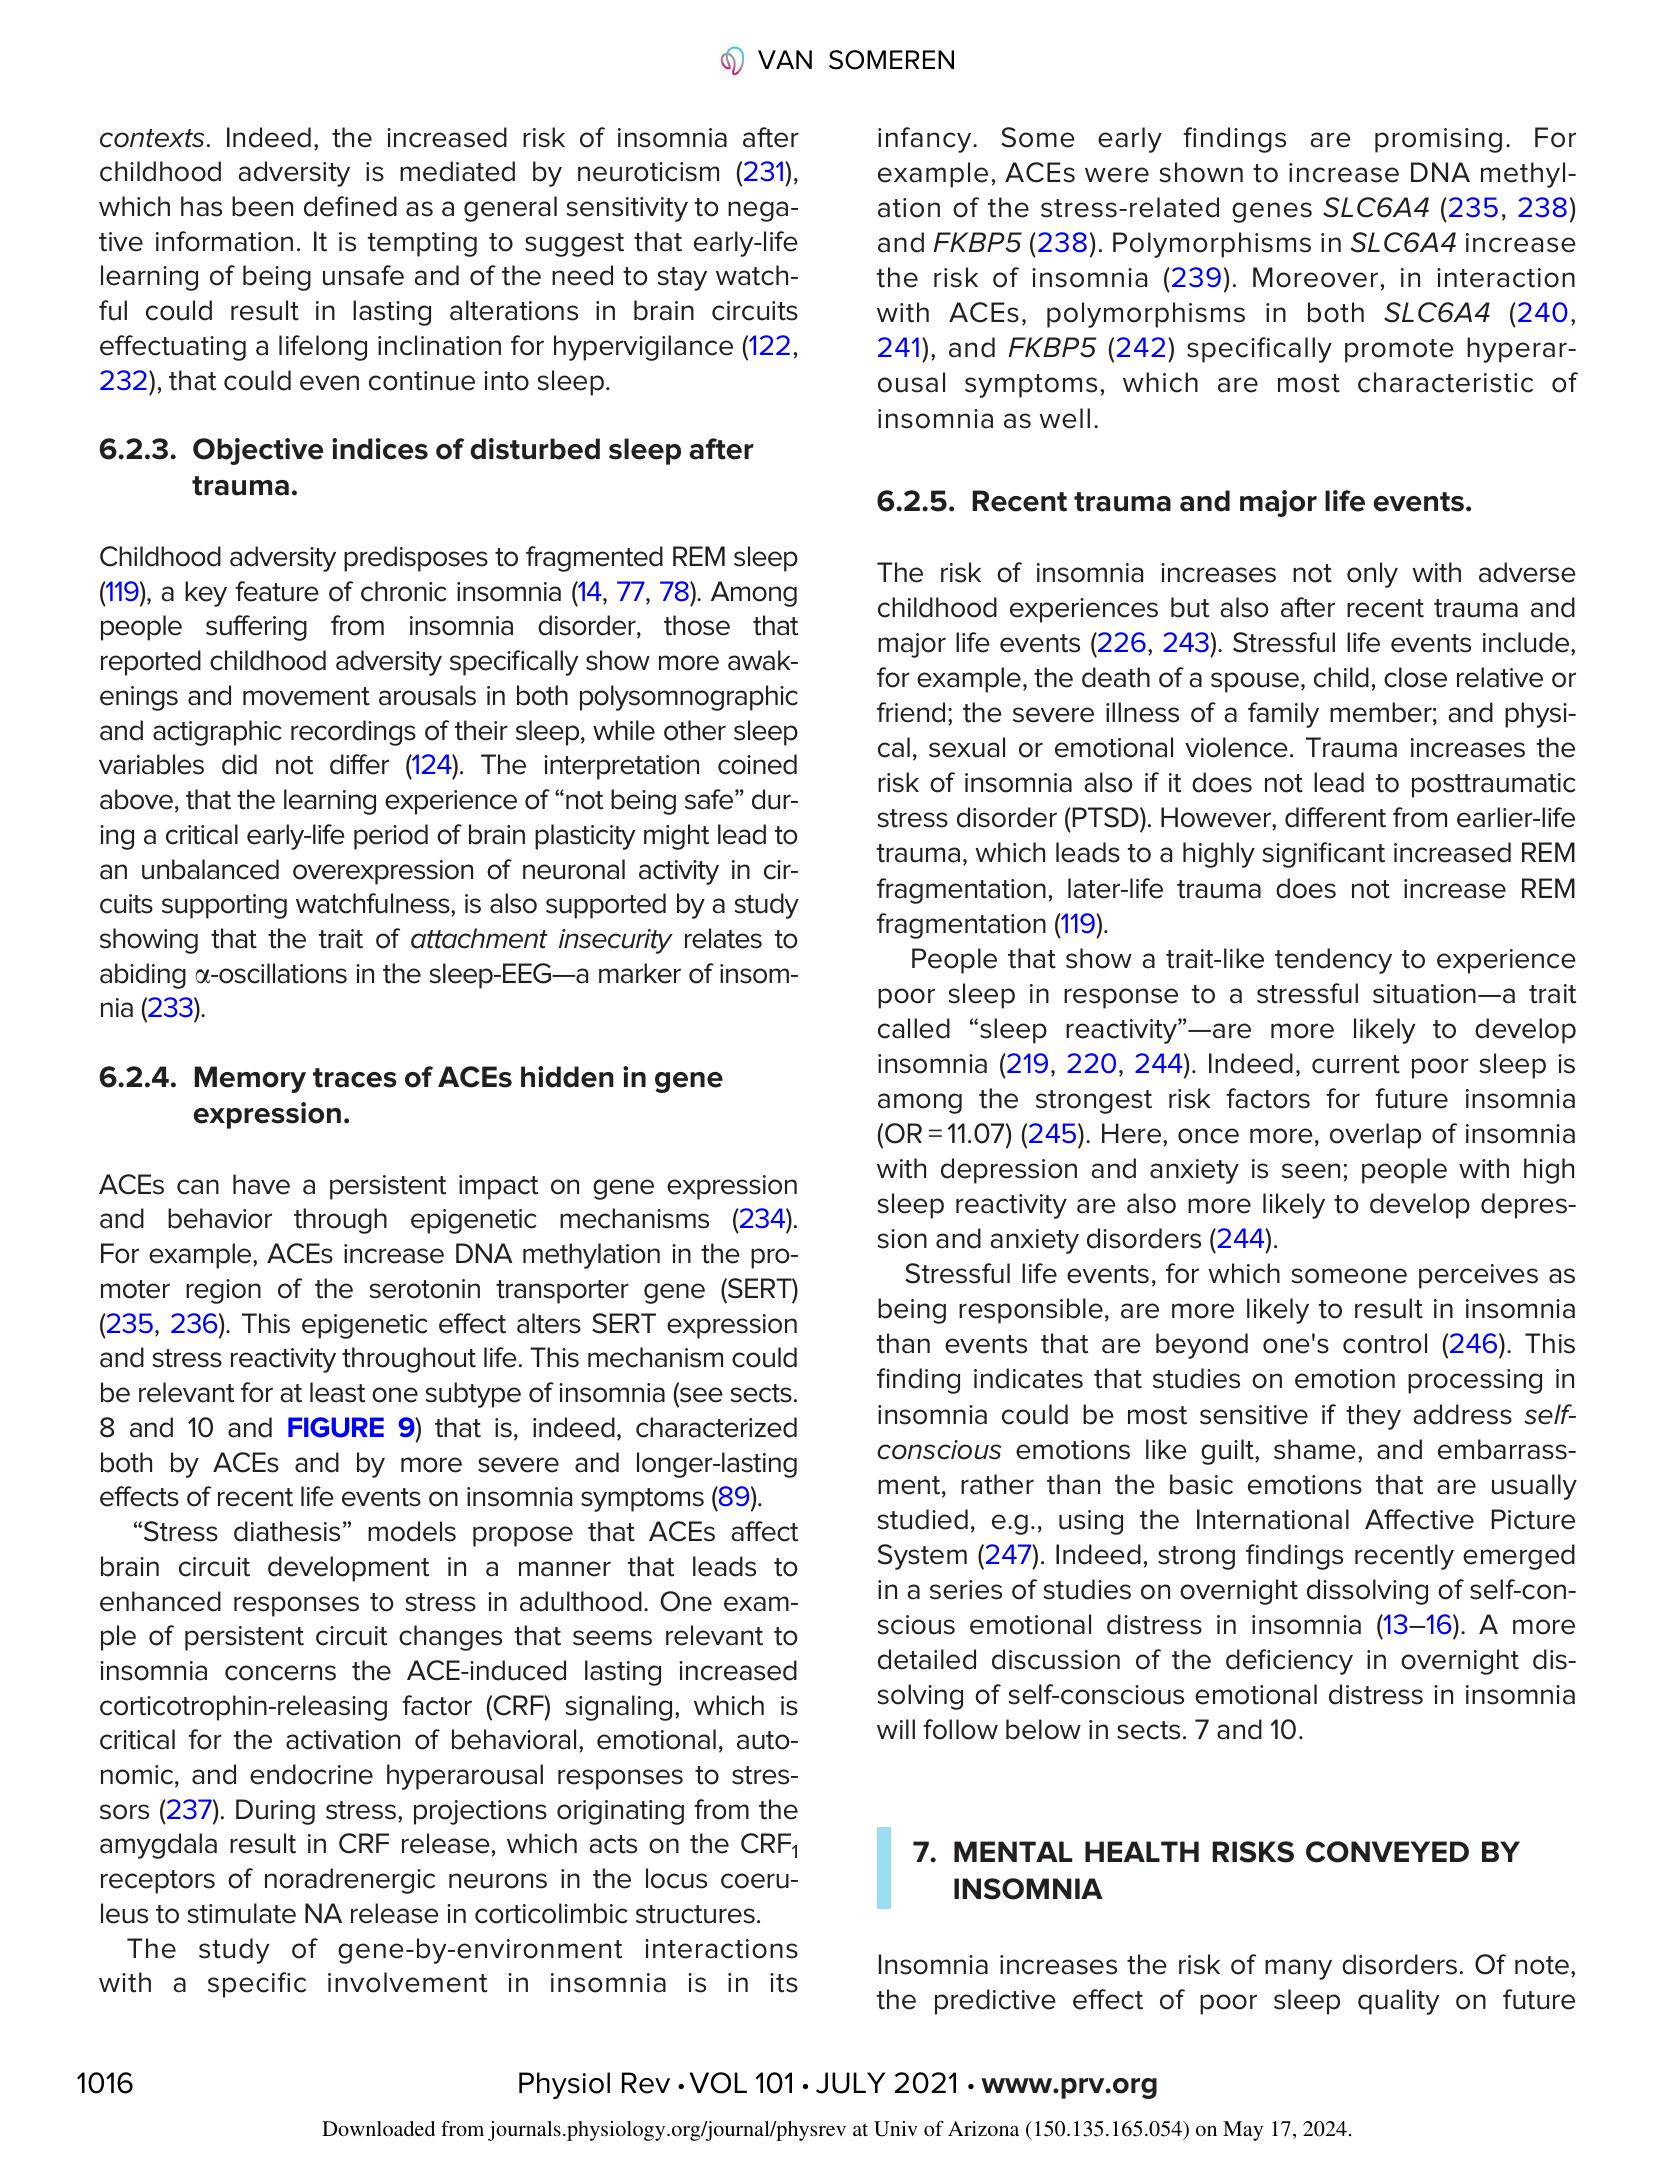 VAN SOMEREN
contexts. Indeed, the increased risk of insomnia after
childhood adversity is mediated by neuroticism (231),
which has been defined as a general sensitivity to nega-
tive information. It is tempting to suggest that early-life
learning of being unsafe and of the need to stay watch-
ful could result in lasting alterations in brain circuits
effectuating a lifelong inclination for hypervigilance (122,
232), that could even continue into sleep.
6.2.3. Objective indices of disturbed sleep after
trauma.
Childhood adversity predisposes to fragmented REM sleep
(119), a key feature of chronic insomnia (14, 77, 78). Among
people suffering from insomnia disorder, those that
reported childhood adversity specifically show more awak-
enings and movement arousals in both polysomnographic
and actigraphic recordings of their sleep, while other sleep
variables did not differ (124). The interpretation coined
above, that the learning experience of “not being safe” dur-
ing a critical early-life period of brain plasticity might lead to
an unbalanced overexpression of neuronal activity in cir-
cuits supporting watchfulness, is also supported by a study
showing that the trait of attachment insecurity relates to
abiding α-oscillations in the sleep-EEG—a marker of insom-
nia (233).
6.2.4. Memory traces of ACEs hidden in gene
expression.
ACEs can have a persistent impact on gene expression
and behavior through epigenetic mechanisms (234).
For example, ACEs increase DNA methylation in the pro-
moter region of the serotonin transporter gene (SERT)
(235, 236). This epigenetic effect alters SERT expression
and stress reactivity throughout life. This mechanism could
be relevant for at least one subtype of insomnia (see sects.
8 and 10 and FIGURE 9) that is, indeed, characterized
both by ACEs and by more severe and longer-lasting
effects of recent life events on insomnia symptoms (89).
“Stress diathesis” models propose that ACEs affect
brain circuit development in a manner that leads to
enhanced responses to stress in adulthood. One exam-
ple of persistent circuit changes that seems relevant to
insomnia concerns the ACE-induced lasting increased
corticotrophin-releasing factor (CRF) signaling, which is
critical for the activation of behavioral, emotional, auto-
nomic, and endocrine hyperarousal responses to stres-
sors (237). During stress, projections originating from the
amygdala result in CRF release, which acts on the CRF₁
receptors of noradrenergic neurons in the locus coeru-
leus to stimulate NA release in corticolimbic structures.
The study of gene-by-environment interactions
with a specific involvement in insomnia is in its
infancy. Some early findings are promising. For
example, ACEs were shown to increase DNA methyl-
ation of the stress-related genes SLC6A4 (235, 238)
and FKBP5 (238). Polymorphisms in SLC6A4 increase
the risk of insomnia (239). Moreover, in interaction
with ACEs, polymorphisms in both SLC6A4 (240,
241), and FKBP5 (242) specifically promote hyperar-
ousal symptoms, which are most characteristic of
insomnia as well.
6.2.5. Recent trauma and major life events.
The risk of insomnia increases not only with adverse
childhood experiences but also after recent trauma and
major life events (226, 243). Stressful life events include,
for example, the death of a spouse, child, close relative or
friend; the severe illness of a family member; and physi-
cal, sexual or emotional violence. Trauma increases the
risk of insomnia also if it does not lead to posttraumatic
stress disorder (PTSD). However, different from earlier-life
trauma, which leads to a highly significant increased REM
fragmentation, later-life trauma does not increase REM
fragmentation (119).
People that show a trait-like tendency to experience
poor sleep in response to a stressful situation—a trait
called “sleep reactivity”—are more likely to develop
insomnia (219, 220, 244). Indeed, current poor sleep is
among the strongest risk factors for future insomnia
(OR = 11.07) (245). Here, once more, overlap of insomnia
with depression and anxiety is seen; people with high
sleep reactivity are also more likely to develop depres-
sion and anxiety disorders (244).
Stressful life events, for which someone perceives as
being responsible, are more likely to result in insomnia
than events that are beyond one's control (246). This
finding indicates that studies on emotion processing in
insomnia could be most sensitive if they address self-
conscious emotions like guilt, shame, and embarrass-
ment, rather than the basic emotions that are usually
studied, e.g., using the International Affective Picture
System (247). Indeed, strong findings recently emerged
in a series of studies on overnight dissolving of self-con-
scious emotional distress in insomnia (13–16). A more
detailed discussion of the deficiency in overnight dis-
solving of self-conscious emotional distress in insomnia
will follow below in sects. 7 and 10.
7. MENTAL HEALTH RISKS CONVEYED BY
INSOMNIA
Insomnia increases the risk of many disorders. Of note,
the predictive effect of poor sleep quality on future
1016
Physiol Rev • VOL 101 • JULY 2021 • www.prv.org
Downloaded from journals.physiology.org/journal/physrev at Univ of Arizona (150.135.165.054) on May 17, 2024.